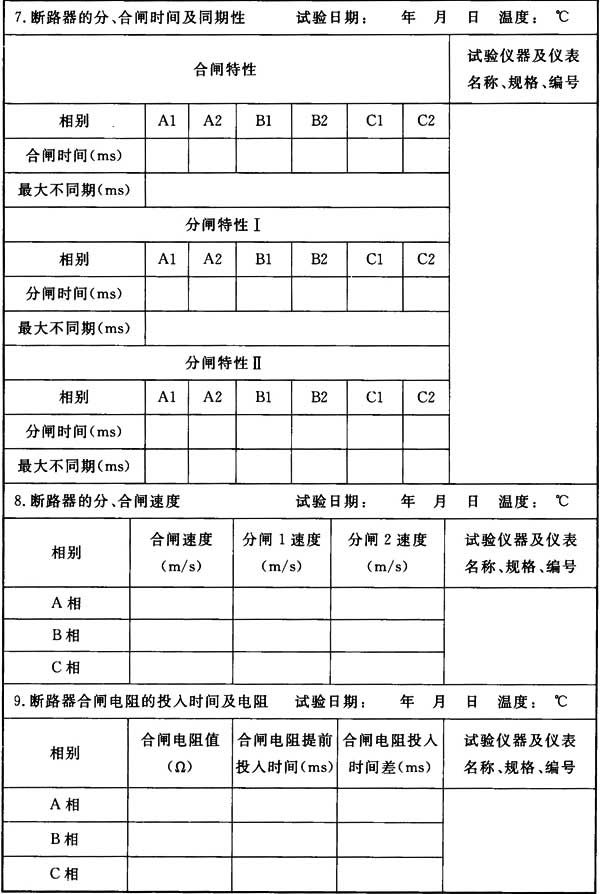 7.断路器的分、合闸时间及同期性 试验日期: 年 月 日 温度: ℃
合闸特性 试验仪器及仪表
名称、规格、编号
相别 A1 A2 B1 B2 C1 C2
合闸时间(ms)
最大不同期(ms)
分闸特性Ⅰ
相别 A1 A2 B1 B2 C1 C2
分闸时间(ms)
最大不同期(ms)
分闸特性Ⅱ
相别 A1 A2 B1 B2 C1 C2
分闸时间(ms)
最大不同期(ms)
8.断路器的分、合闸速度 试验日期: 年 月 日 温度: ℃
相别 合闸速度 分闸1速度 分闸2速度 试验仪器及仪表
(m/s) (m/s) (m/s) 名称、规格、编号
A相
B相
C相
9.断路器合闸电阻的投入时间及电阻 试验日期: 年 月 日 温度: ℃
相别 合闸电阻值 合闸电阻提前 合闸电阻投入 试验仪器及仪表
(Ω) 投入时间(ms) 时间差(ms) 名称、规格、编号
A相
B相
C相